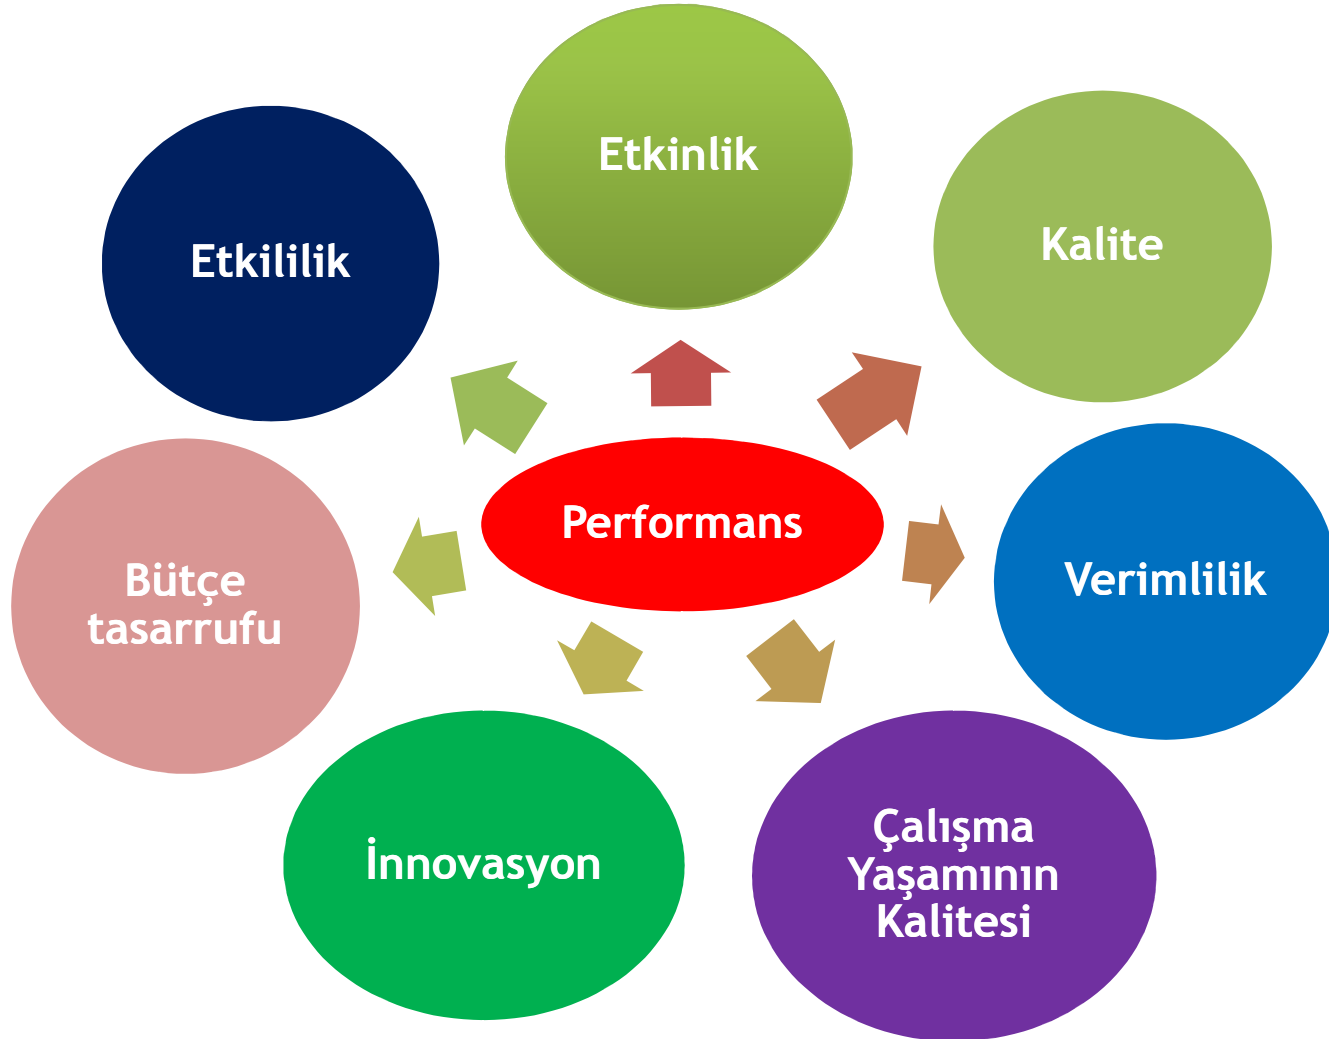 Etkinlik
Kalite
Etkililik
Performans
Verimlilik
Bütçe
tasarrufu
Çalışma
Yaşamının
Kalitesi
İnnovasyon